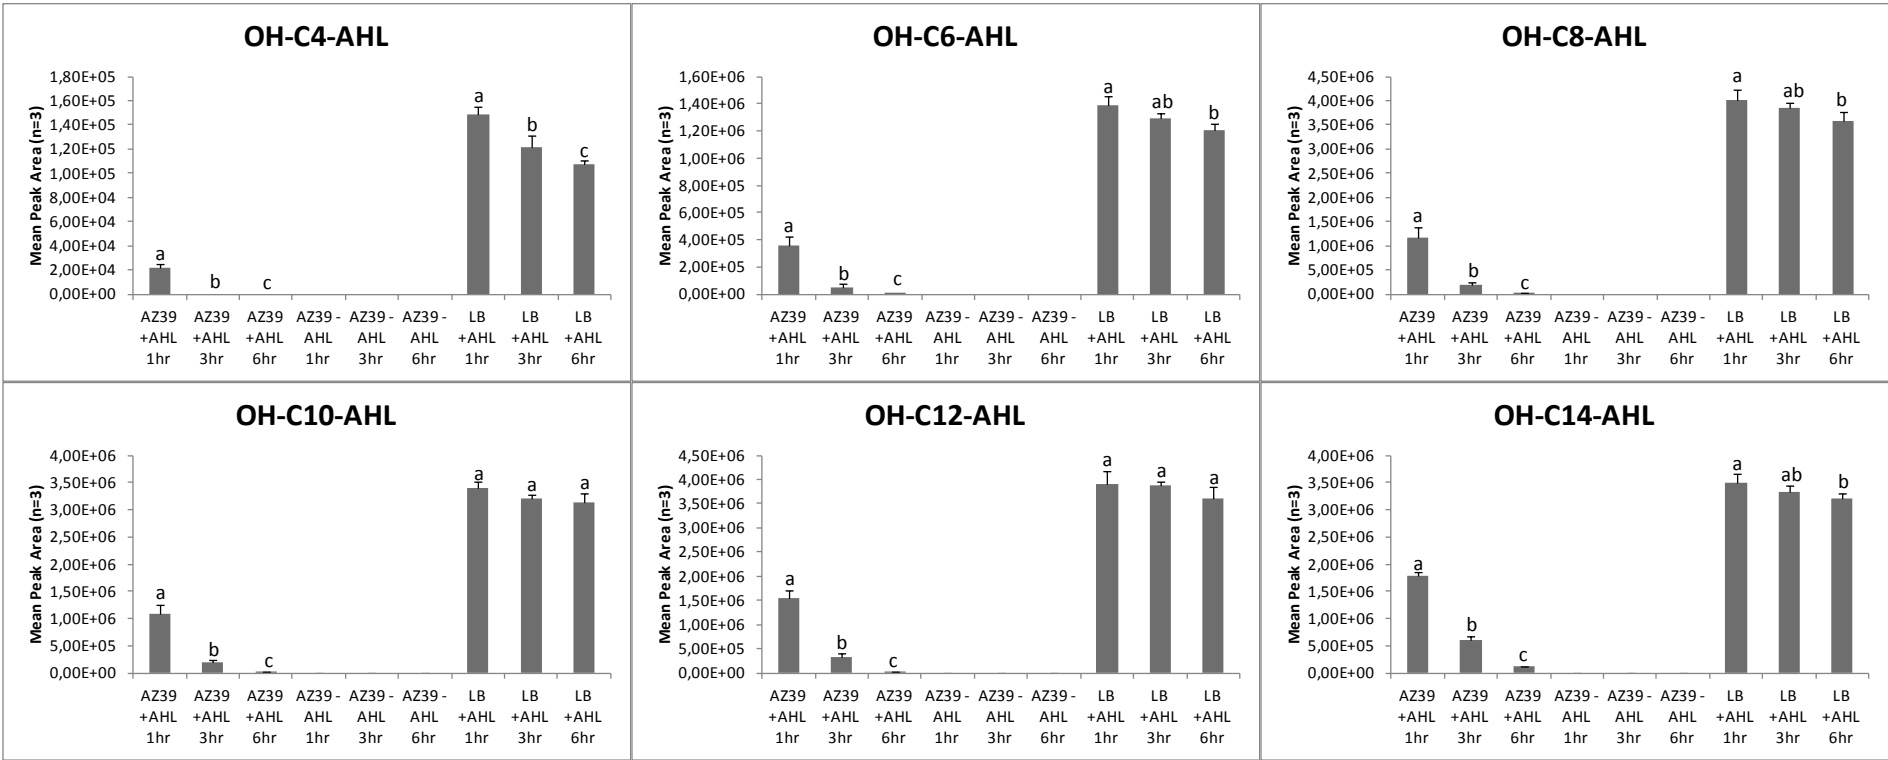 OH-C4-AHL
Mean Peak Area (n=3)
1,80E+05
1,60E+05
1,40E+05
1,20E+05
1,00E+05
8,00E+04
6,00E+04
4,00E+04
2,00E+04
0,00E+00
a b c a b c
AZ39 AZ39 AZ39 AZ39 - AZ39 - AZ39 - LB LB LB
+AHL +AHL +AHL AHL AHL AHL +AHL +AHL +AHL
1hr 3hr 6hr 1hr 3hr 6hr 1hr 3hr 6hr
OH-C6-AHL
Mean Peak Area (n=3)
1,60E+06
1,40E+06
1,20E+06
1,00E+06
8,00E+05
6,00E+05
4,00E+05
2,00E+05
0,00E+00
a b c a ab b
AZ39 AZ39 AZ39 AZ39 - AZ39 - AZ39 - LB LB LB
+AHL +AHL +AHL AHL AHL AHL +AHL +AHL +AHL
1hr 3hr 6hr 1hr 3hr 6hr 1hr 3hr 6hr
OH-C8-AHL
Mean Peak Area (n=3)
4,50E+06
4,00E+06
3,50E+06
3,00E+06
2,50E+06
2,00E+06
1,50E+06
1,00E+06
5,00E+05
0,00E+00
a b c a ab b
AZ39 AZ39 AZ39 AZ39 - AZ39 - AZ39 - LB LB LB
+AHL +AHL +AHL AHL AHL AHL +AHL +AHL +AHL
1hr 3hr 6hr 1hr 3hr 6hr 1hr 3hr 6hr
OH-C10-AHL
Mean Peak Area (n=3)
4,00E+06
3,50E+06
3,00E+06
2,50E+06
2,00E+06
1,50E+06
1,00E+06
5,00E+05
0,00E+00
a b c a a a
AZ39 AZ39 AZ39 AZ39 - AZ39 - AZ39 - LB LB LB
+AHL +AHL +AHL AHL AHL AHL +AHL +AHL +AHL
1hr 3hr 6hr 1hr 3hr 6hr 1hr 3hr 6hr
OH-C12-AHL
Mean Peak Area (n=3)
4,50E+06
4,00E+06
3,50E+06
3,00E+06
2,50E+06
2,00E+06
1,50E+06
1,00E+06
5,00E+05
0,00E+00
a b c a a a
AZ39 AZ39 AZ39 AZ39 - AZ39 - AZ39 - LB LB LB
+AHL +AHL +AHL AHL AHL AHL +AHL +AHL +AHL
1hr 3hr 6hr 1hr 3hr 6hr 1hr 3hr 6hr
OH-C14-AHL
Mean Peak Area (n=3)
4,00E+06
3,50E+06
3,00E+06
2,50E+06
2,00E+06
1,50E+06
1,00E+06
5,00E+05
0,00E+00
a b c a ab b
AZ39 AZ39 AZ39 AZ39 - AZ39 - AZ39 - LB LB LB
+AHL +AHL +AHL AHL AHL AHL +AHL +AHL +AHL
1hr 3hr 6hr 1hr 3hr 6hr 1hr 3hr 6hr